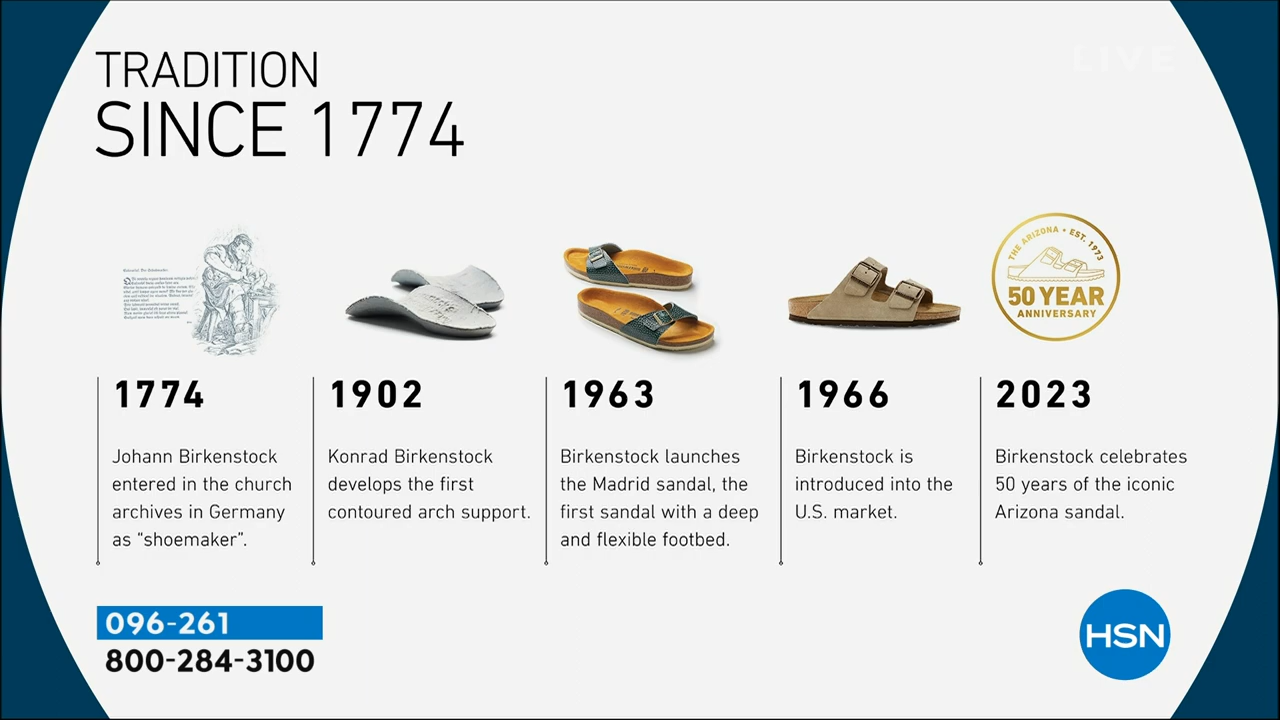 LIVE
TRADITION
SINCE 1774
THE ARIZONA • EST. 1973
50 YEAR
ANNIVERSARY
1774
Johann Birkenstock
entered in the church
archives in Germany
as “shoemaker”.
1902
Konrad Birkenstock
develops the first
contoured arch support.
1963
Birkenstock launches
the Madrid sandal, the
first sandal with a deep
and flexible footbed.
1966
Birkenstock is
introduced into the
U.S. market.
2023
Birkenstock celebrates
50 years of the iconic
Arizona sandal.
096-261
800-284-3100
HSN